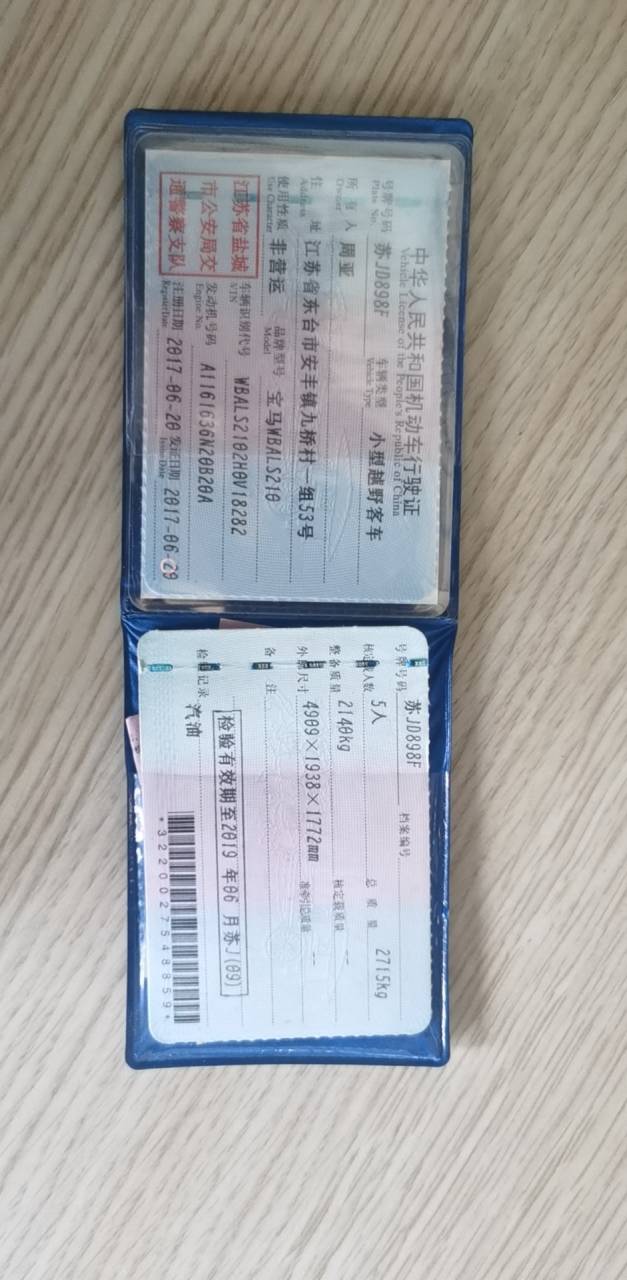 中华人民共和国机动车行驶证
Vehicle License of the People's Republic of China
号牌号码 苏JD898F 车辆类型 小型越野客车
Plate No. Vehicle Type
所有人 周亚
Owner
住址 江苏省东台市安丰镇九桥村一组53号
Address
使用性质 非营运 品牌型号 宝马WBALS210
Use Character Model
江苏省盐城
市公安局交
通警察支队
车辆识别代号 WBALS2102H0V18282
VIN
发动机号码 A1161636N20B20A
Engine No.
注册日期 2017-06-20 发证日期 2017-06-20
Register Date Issue Date
号牌号码 苏JD898F 档案编号
核定载人数 5人 总质量 2715kg
整备质量 2140kg 核定载质量 --
外廓尺寸 4909×1938×1772mm 准牵引总质量 --
备注
检验有效期至2019年06月苏J(09)
检验记录 汽油
*3220027548859*